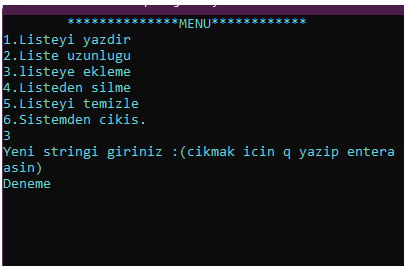 **************MENU************
1.Listeyi yazdir
2.Liste uzunlugu
3.listeye ekleme
4.Listeden silme
5.Listeyi temizle
6.Sistemden cikis.
3
Yeni stringi giriniz :(cikmak icin q yazip entera
asin)
Deneme